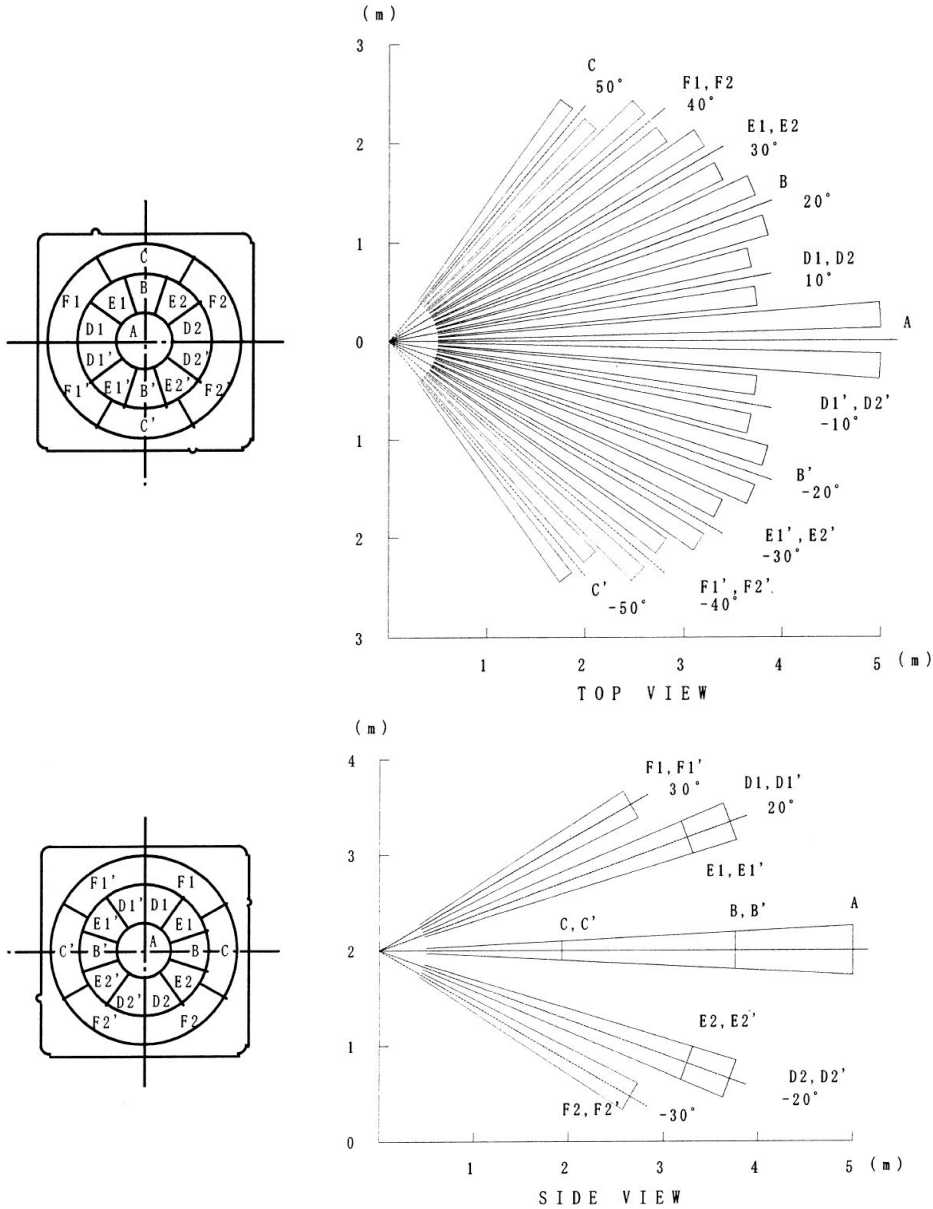 (m)
3
2
1
0
1
2
3
1 2 3 4 5 (m)
TOP VIEW
C
50°
F1, F2
40°
E1, E2
30°
B
20°
D1, D2
10°
A
D1', D2'
-10°
B'
-20°
E1', E2'
-30°
F1', F2'
-40°
C'
-50°
C
B
F1 E1 E2 F2
A
D1 D2
D1' D2'
F1' E1' B' E2' F2'
C'
(m)
4
3
2
1
0
1 2 3 4 5 (m)
SIDE VIEW
F1, F1'
30°
D1, D1'
20°
E1, E1'
A
B, B'
C, C'
E2, E2'
D2, D2'
-20°
F2, F2'
-30°
F1' F1
D1' D1
E1' E1
A
C' B' B C
E2' E2
D2' D2
F2' F2